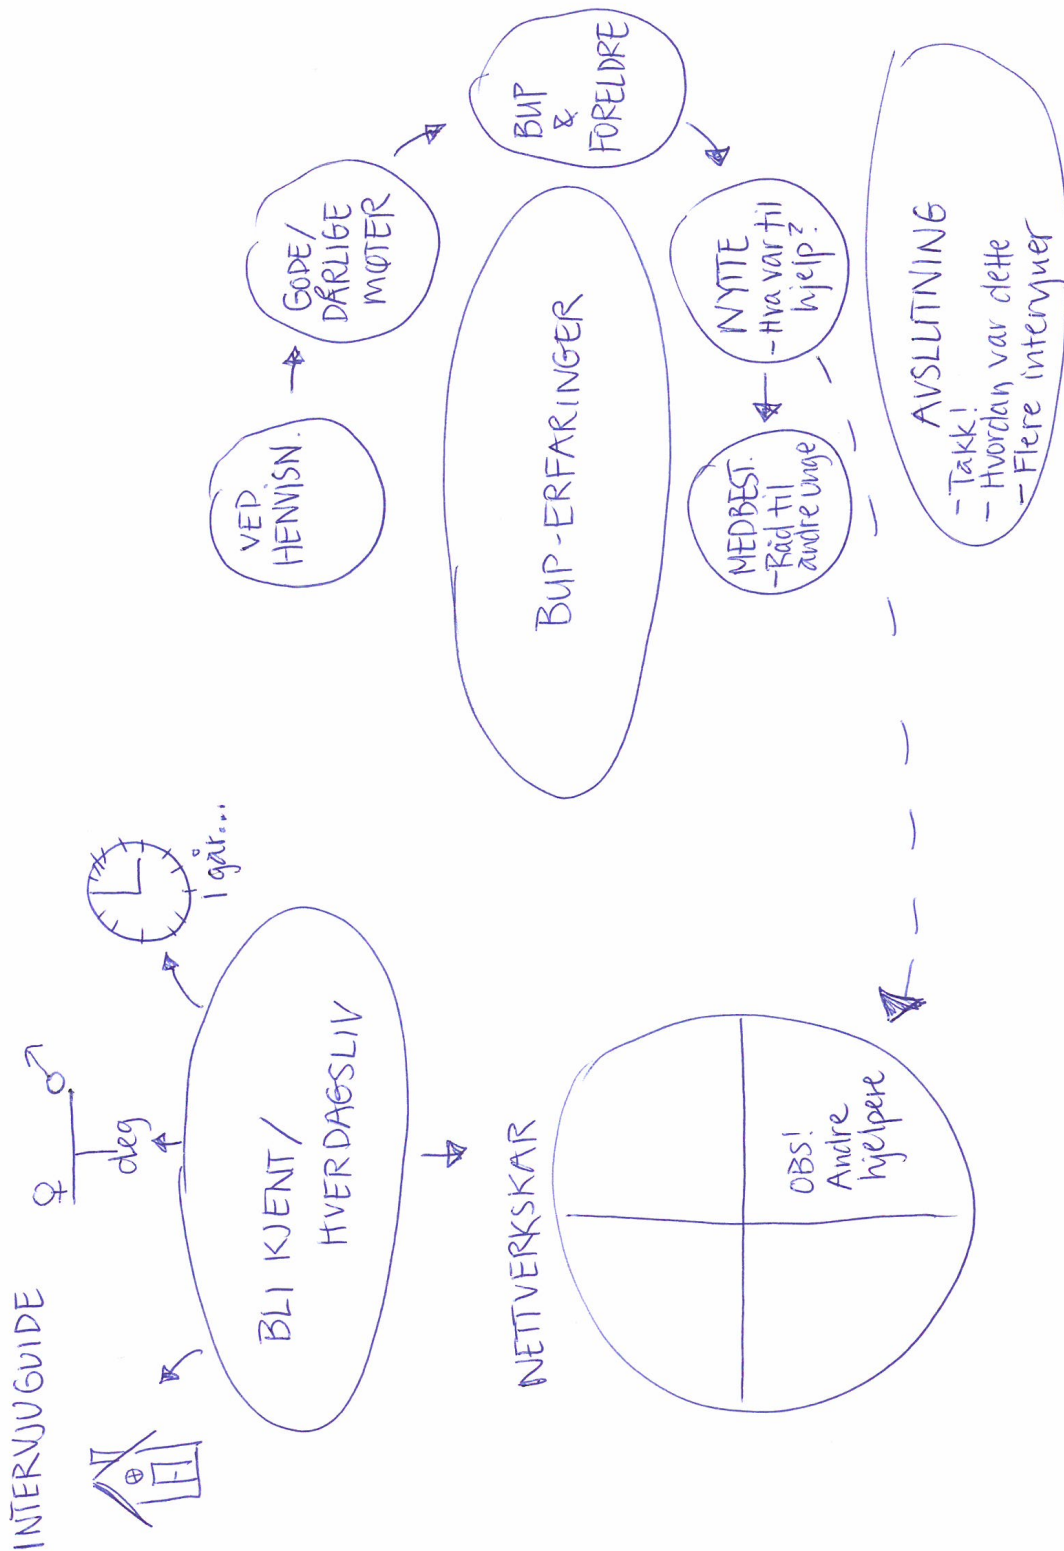 INTERVJUGUIDE
deg
I går...
BLI KJENT/
HVERDAGSLIV
NETTVERKSKAR
OBS!
Andre
hjelpere
VED
HENVISN.
GODE/
DÅRLIGE
MØTER
BUP
&
FORELDRE
BUP-ERFARINGER
NYTTE
-Hva var til
hjelp?
MEDBEST.
-Råd til
andre unge
AVSLUTNING
-Takk!
-Hvordan var dette
-Flere intervjuer